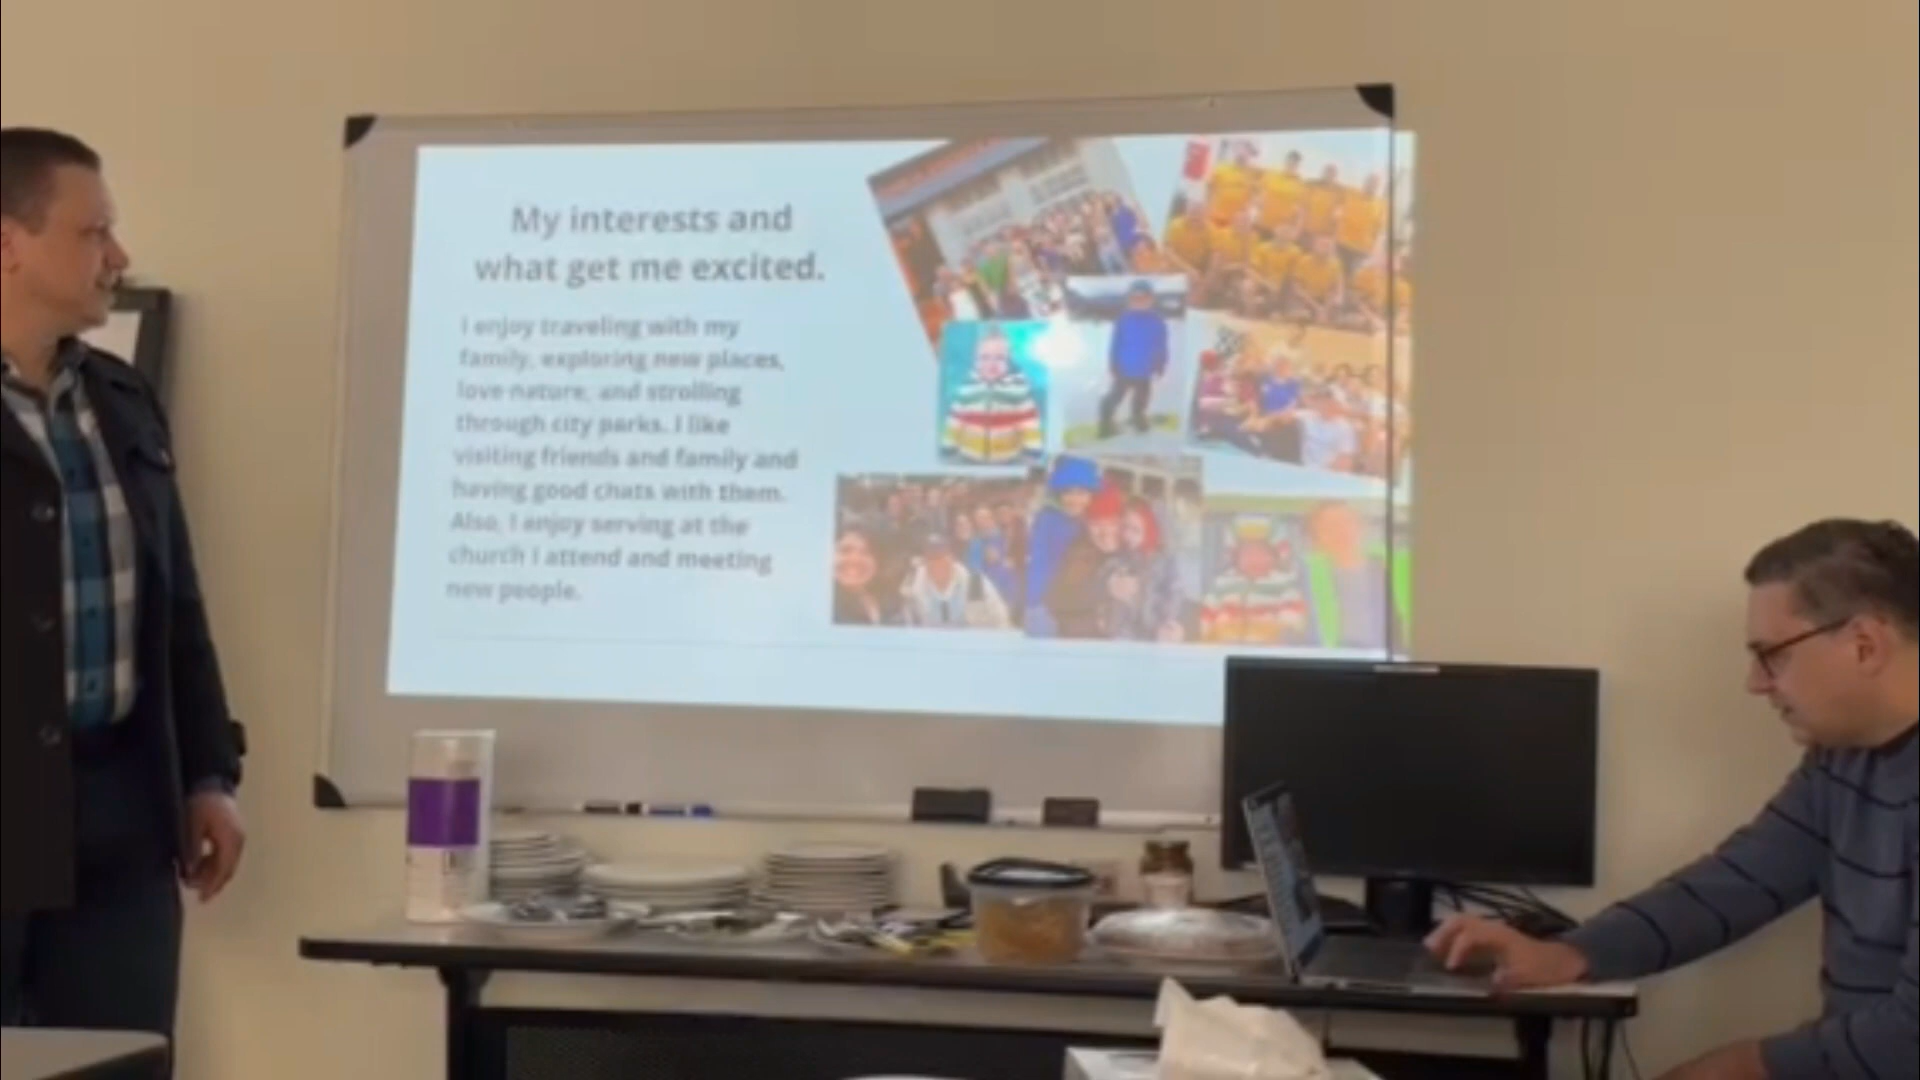 My interests and
what get me excited.
I enjoy traveling with my
family, exploring new places,
love nature, and strolling
through city parks. I like
visiting friends and family and
having good chats with them.
Also, I enjoy serving at the
church I attend and meeting
new people.